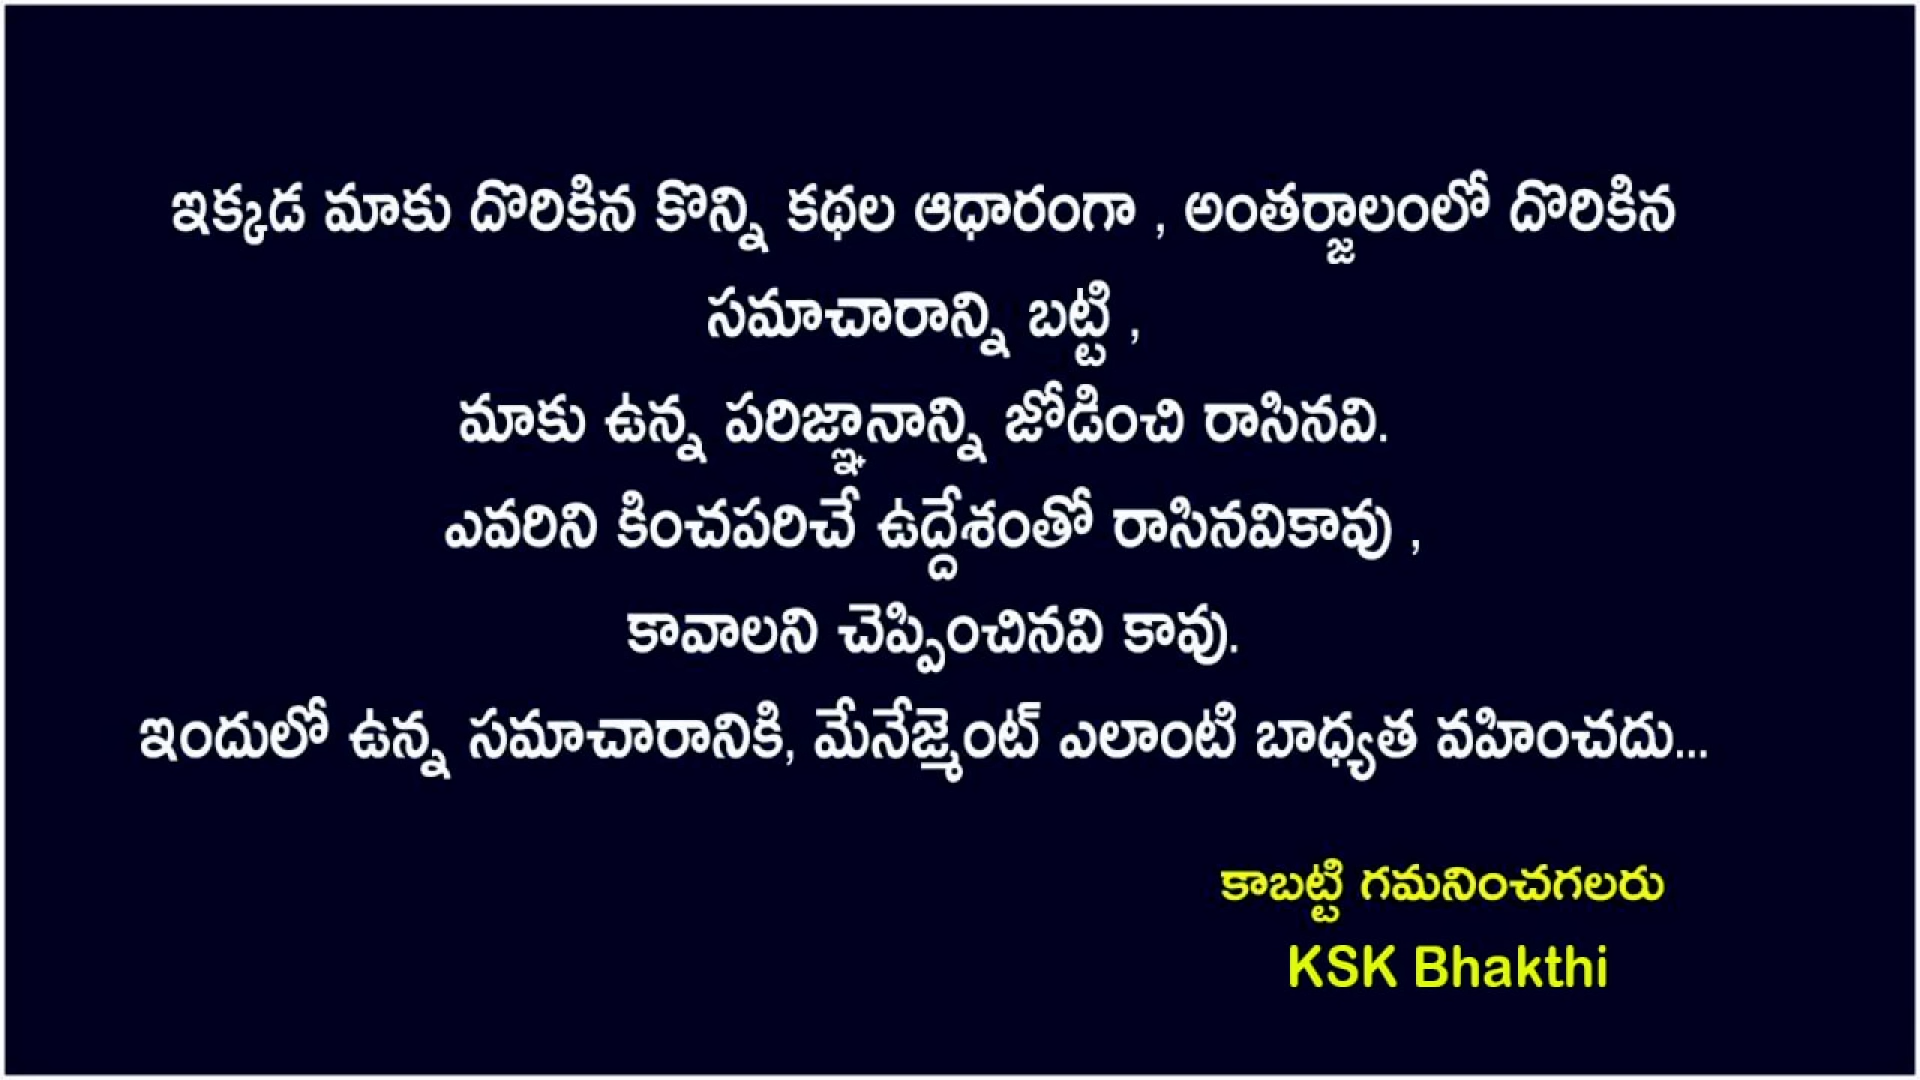 ఇక్కడ మాకు దొరికిన కొన్ని కథల ఆధారంగా , అంతర్జాలంలో దొరికిన
సమాచారాన్ని బట్టి ,
మాకు ఉన్న పరిజ్ఞానాన్ని జోడించి రాసినవి.
ఎవరిని కించపరిచే ఉద్దేశంతో రాసినవికావు ,
కావాలని చెప్పించినవి కావు.
ఇందులో ఉన్న సమాచారానికి, మేనేజ్మెంట్ ఎలాంటి బాధ్యత వహించదు...
కాబట్టి గమనించగలరు
KSK Bhakthi